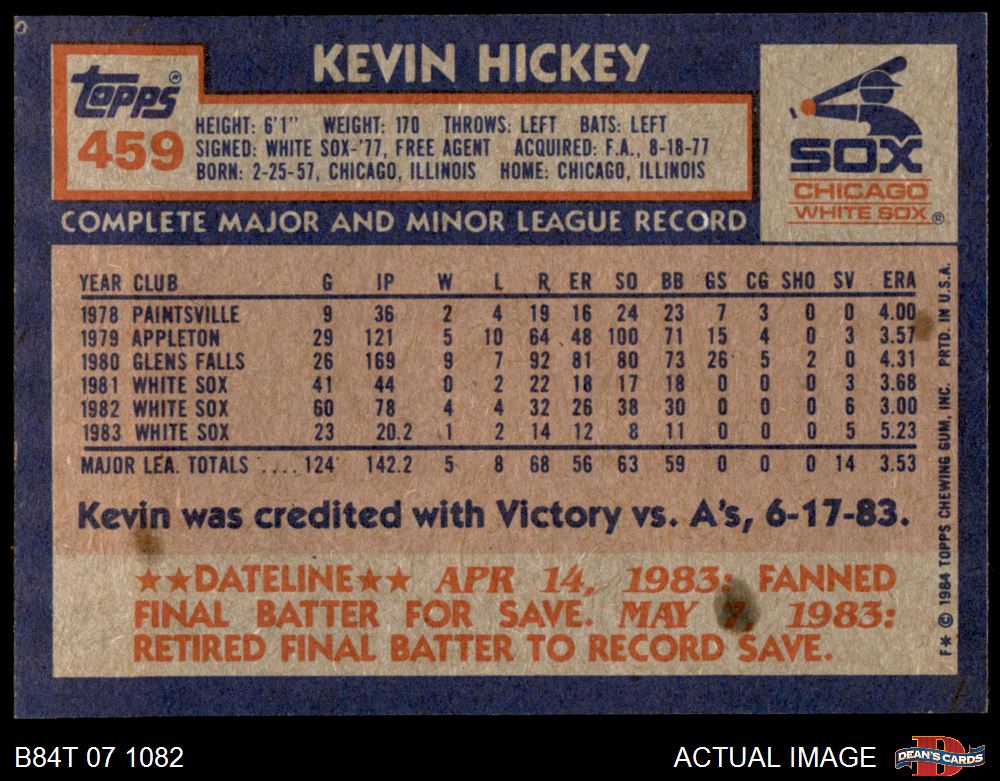 KEVIN HICKEY
Topps®
459
HEIGHT: 6'1" WEIGHT: 170 THROWS: LEFT BATS: LEFT
SIGNED: WHITE SOX-'77, FREE AGENT ACQUIRED: F.A., 8-18-77
BORN: 2-25-57, CHICAGO, ILLINOIS HOME: CHICAGO, ILLINOIS
SOX
CHICAGO
WHITE SOX®
COMPLETE MAJOR AND MINOR LEAGUE RECORD
YEAR CLUB G IP W L R ER SO BB GS CG SHO SV ERA
1978 PAINTSVILLE 9 36 2 4 19 16 24 23 7 3 0 0 4.00
1979 APPLETON 29 121 5 10 64 48 100 71 15 4 0 3 3.57
1980 GLENS FALLS 26 169 9 7 92 81 80 73 26 5 2 0 4.31
1981 WHITE SOX 41 44 0 2 22 18 17 18 0 0 0 3 3.68
1982 WHITE SOX 60 78 4 4 32 26 38 30 0 0 0 6 3.00
1983 WHITE SOX 23 20.2 1 2 14 12 8 11 0 0 0 5 5.23
MAJOR LEA. TOTALS .... 124 142.2 5 8 68 56 63 59 0 0 0 14 3.53
Kevin was credited with Victory vs. A's, 6-17-83.
★★DATELINE★★ APR 14, 1983: FANNED
FINAL BATTER FOR SAVE. MAY 7, 1983:
RETIRED FINAL BATTER TO RECORD SAVE.
F* © 1984 TOPPS CHEWING GUM, INC. PRTD. IN U.S.A.
B84T 07 1082
ACTUAL IMAGE
D
DEAN'S CARDS